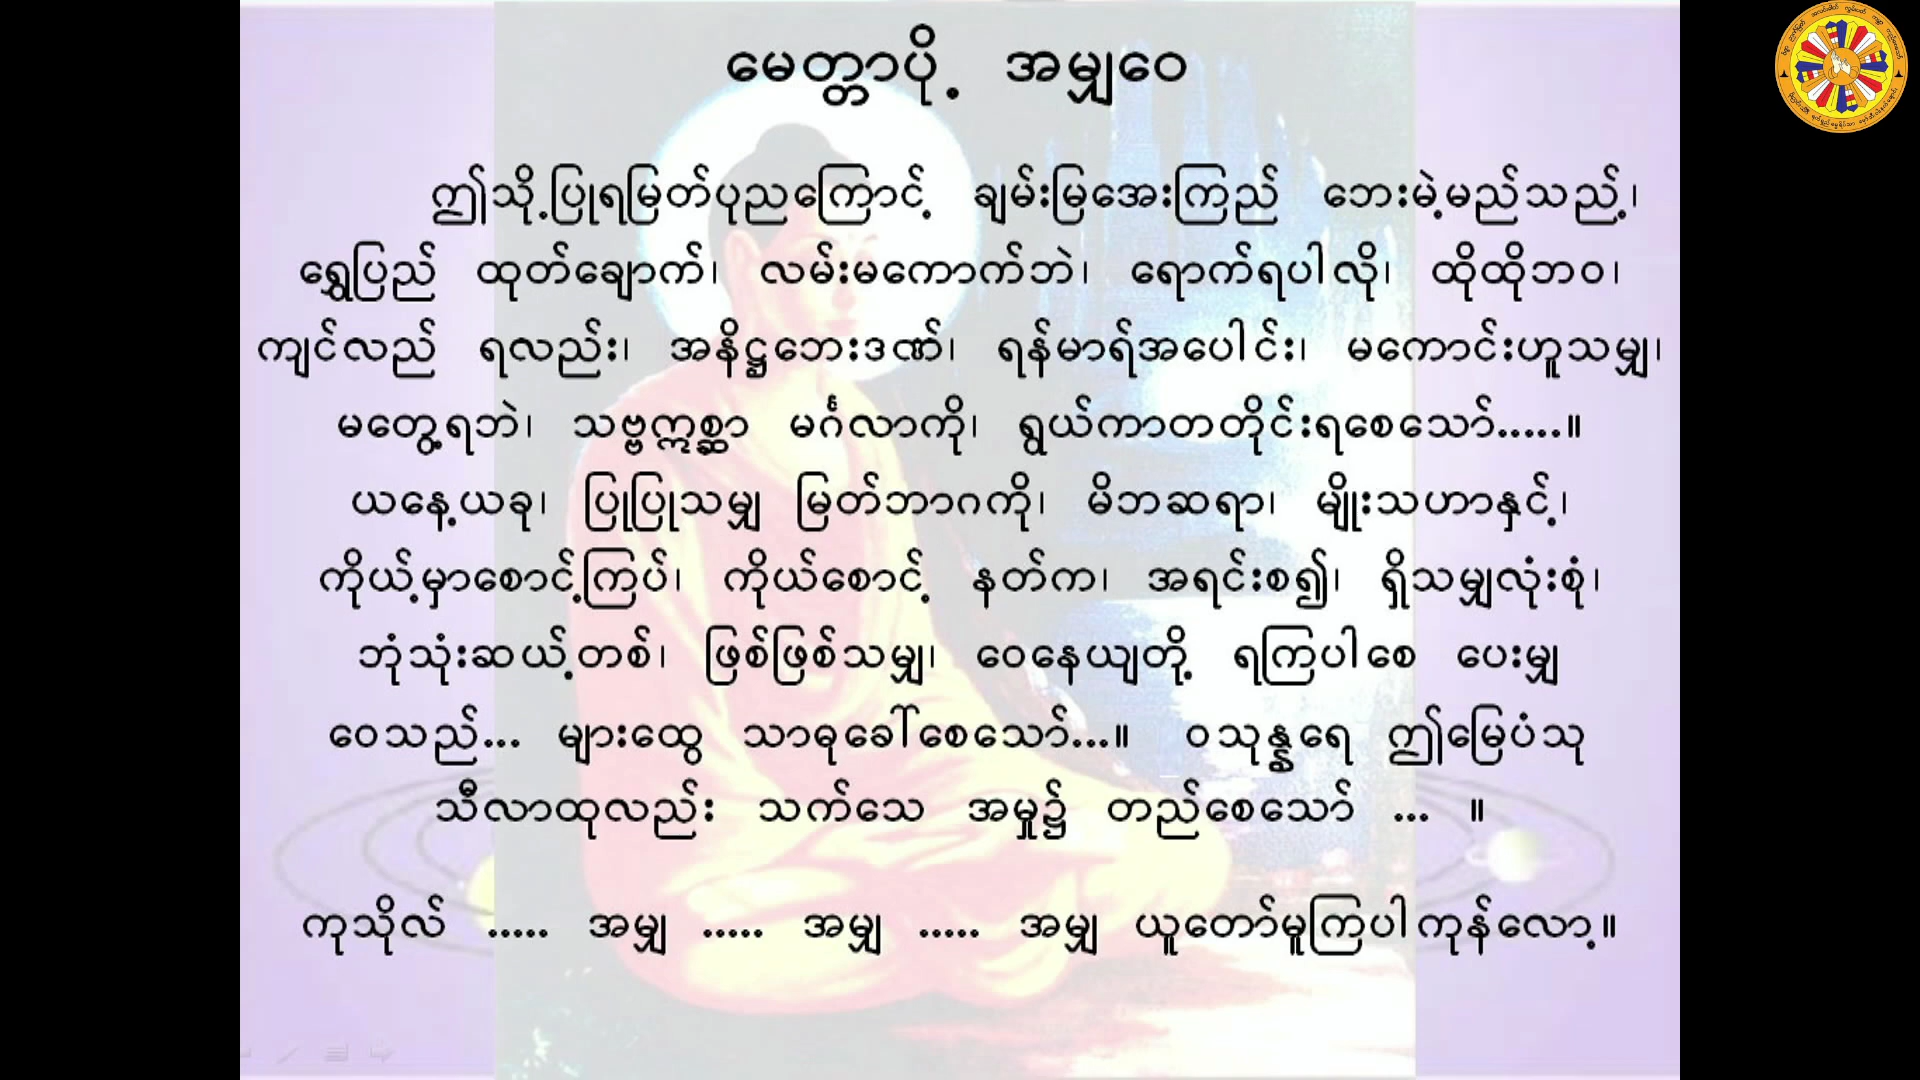 မေတ္တာပို့ အမျှဝေ
ဤသို့ပြုရမြတ်ပုညကြောင့် ချမ်းမြအေးကြည် ဘေးမဲ့မည်သည့်၊
ရွှေပြည် ထုတ်ချောက်၊ လမ်းမကောက်ဘဲ၊ ရောက်ရပါလို၊ ထိုထိုဘဝ၊
ကျင်လည် ရလည်း၊ အနိဋ္ဌဘေးဒဏ်၊ ရန်မာရ်အပေါင်း၊ မကောင်းဟူသမျှ၊
မတွေ့ရဘဲ၊ သဗ္ဗဣစ္ဆာ မင်္ဂလာကို၊ ရွယ်ကာတတိုင်းရစေသော်.....။
ယနေ့ယခု၊ ပြုပြုသမျှ မြတ်ဘာဂကို၊ မိဘဆရာ၊ မျိုးသဟာနှင့်၊
ကိုယ့်မှာစောင့်ကြပ်၊ ကိုယ်စောင့် နတ်က၊ အရင်းစ၍၊ ရှိသမျှလုံးစုံ၊
ဘုံသုံးဆယ့်တစ်၊ ဖြစ်ဖြစ်သမျှ၊ ဝေနေယျတို့ ရကြပါစေ ပေးမျှ
ဝေသည်... များထွေ သာဓုခေါ်စေသော်...။ ဝသုန္ဓရေ ဤမြေပံသု
သီလာထုလည်း သက်သေ အမှု၌ တည်စေသော် ... ။
ကုသိုလ် ..... အမျှ ..... အမျှ ..... အမျှ ယူတော်မူကြပါကုန်လော့။